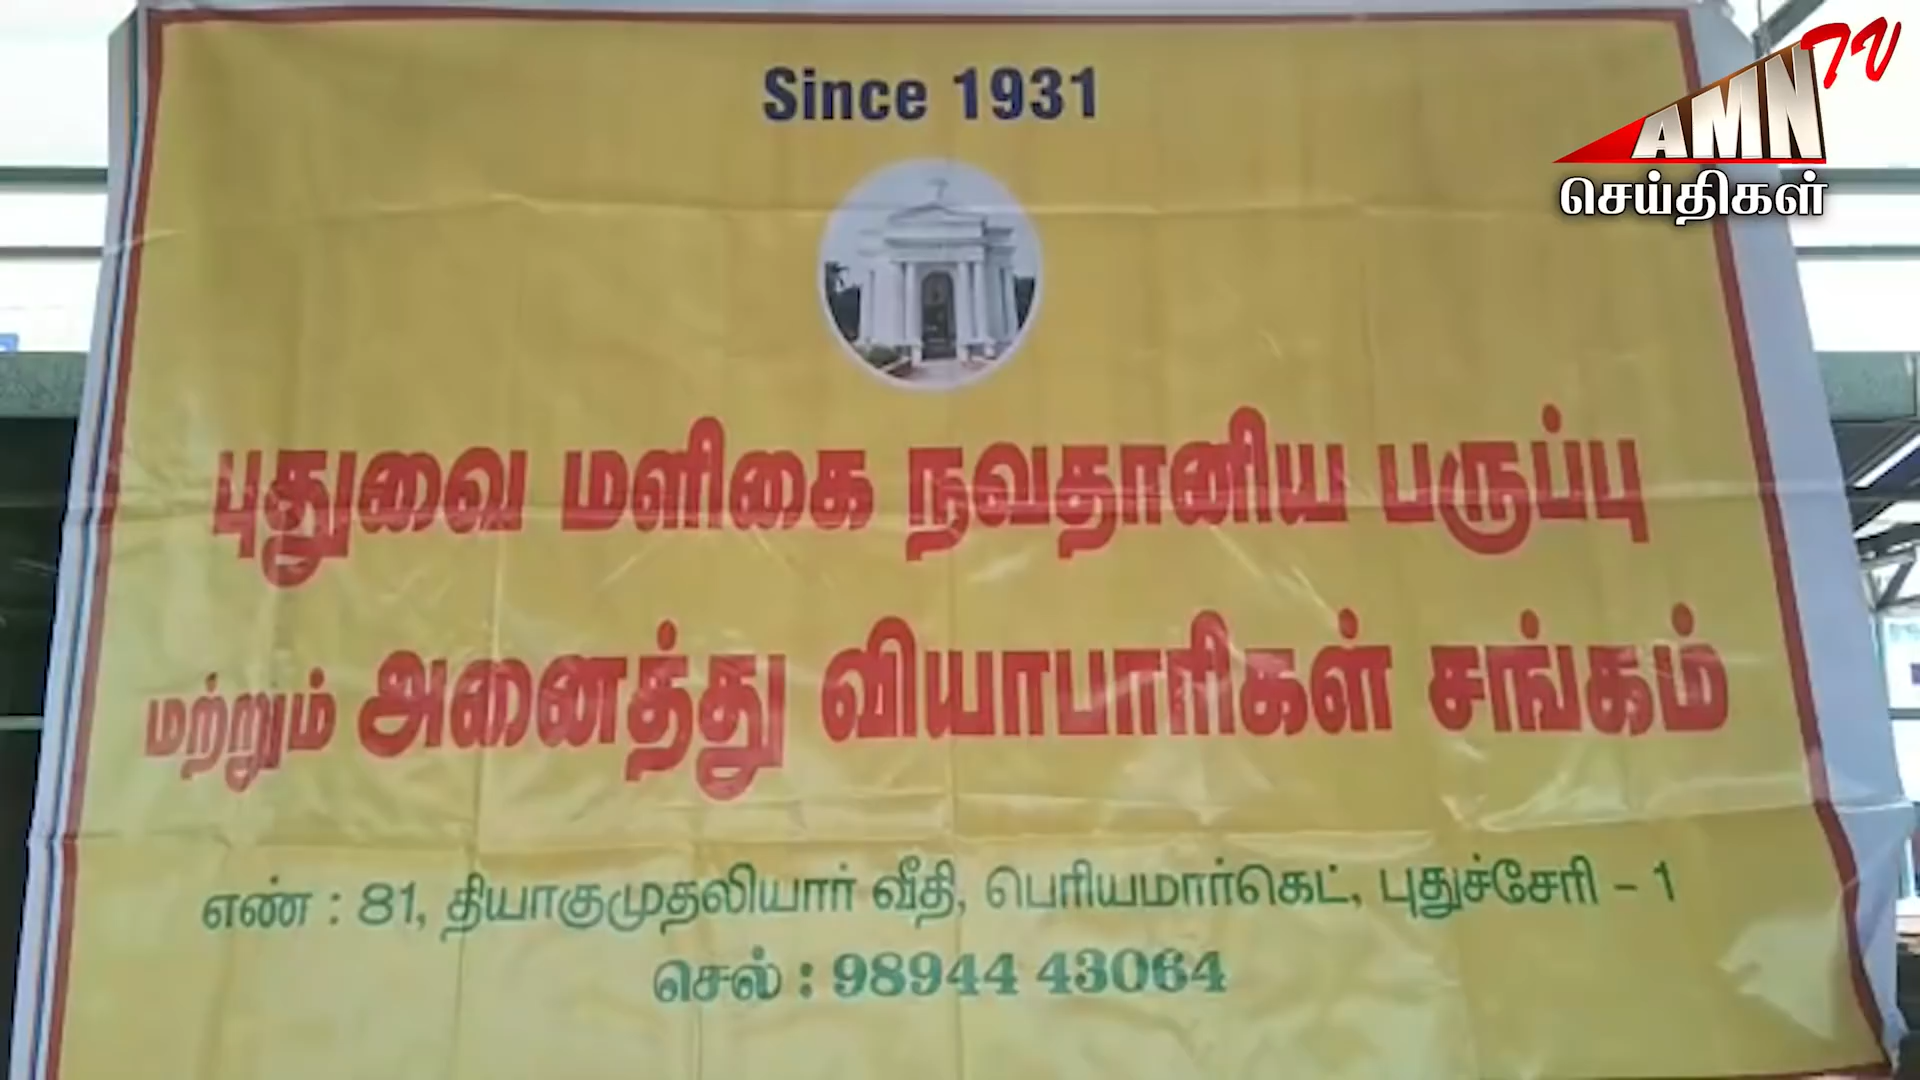 Since 1931
AMN TV
செய்திகள்
புதுவை மளிகை நவதானிய பருப்பு
மற்றும் அனைத்து வியாபாரிகள் சங்கம்
எண் : 81, தியாகுமுதலியார் வீதி, பெரியமார்கெட், புதுச்சேரி - 1
செல் : 98944 43064